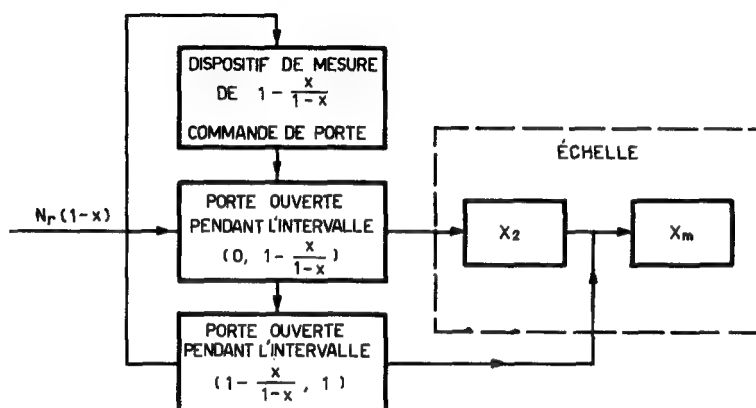 DISPOSITIF DE MESURE
DE 1 - x/(1-x)
COMMANDE DE PORTE
ÉCHELLE
N_r (1-x)
PORTE OUVERTE
PENDANT L'INTERVALLE
(0, 1 - x/(1-x))
X_2
X_m
PORTE OUVERTE
PENDANT L'INTERVALLE
(1 - x/(1-x), 1)